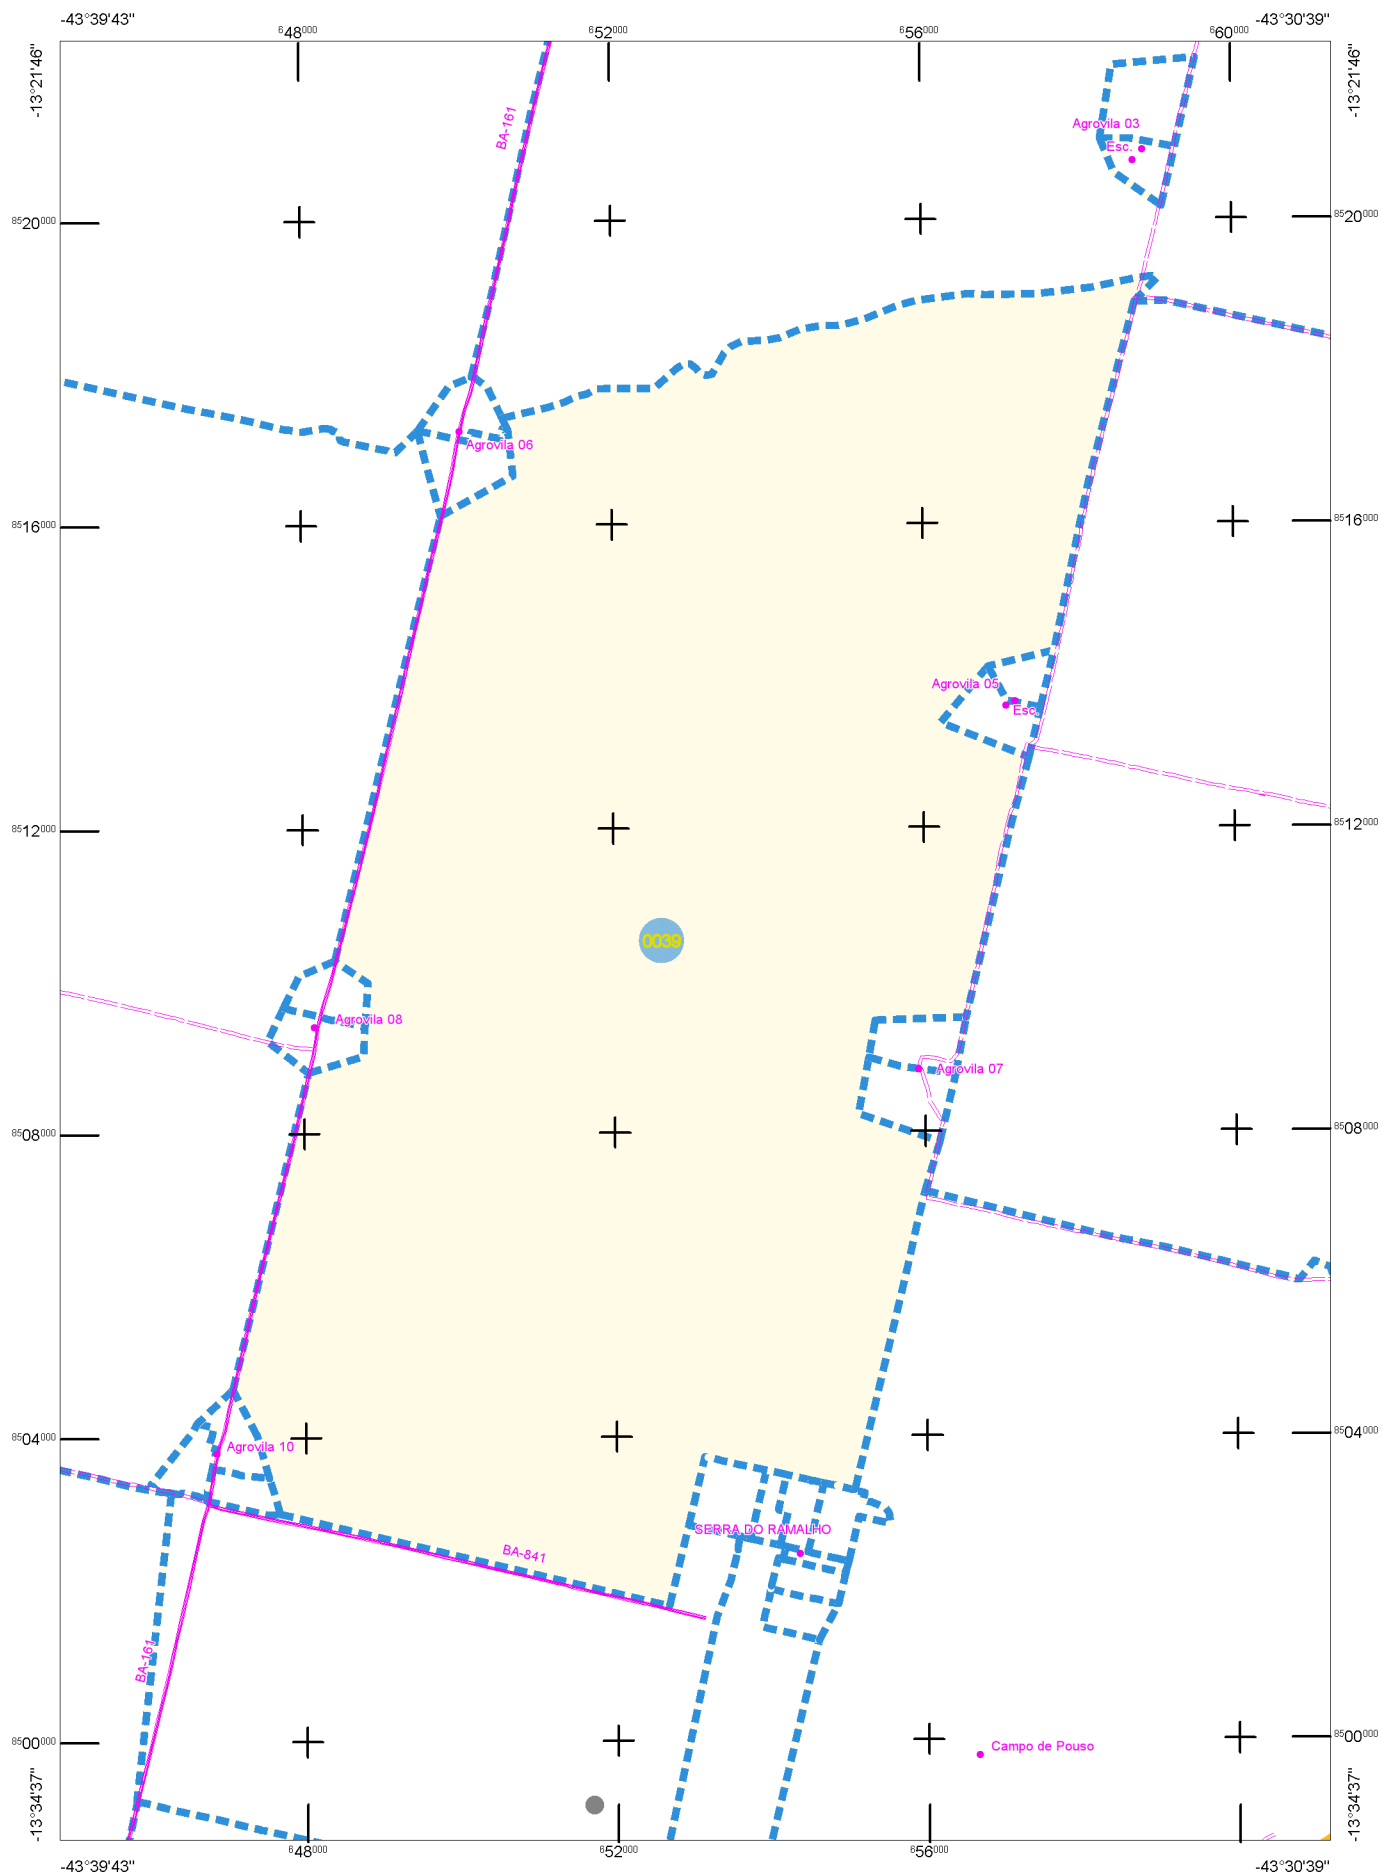 -43°39'43"
-43°30'39"
648000
652000
656000
660000
-13°21'46"
-13°21'46"
BA-161
Agrovila 03
Esc.
8520000
8520000
Agrovila 06
8516000
8516000
Agrovila 05
Esc.
8512000
8512000
0039
Agrovila 08
Agrovila 07
8508000
8508000
8504000
8504000
Agrovila 10
SERRA DO RAMALHO
BA-841
BA-161
8500000
8500000
Campo de Pouso
-13°34'37"
-13°34'37"
648000
652000
656000
-43°39'43"
-43°30'39"